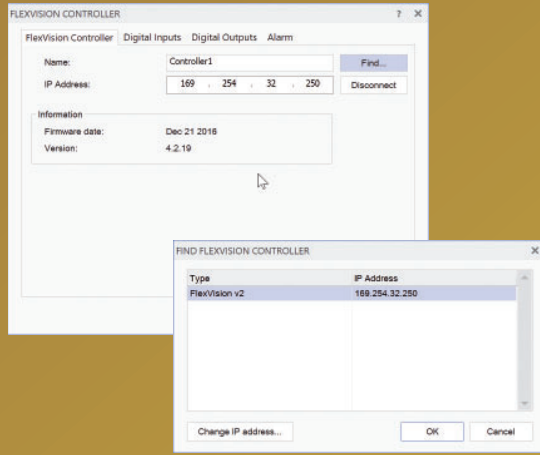 FLEXVISION CONTROLLER ? ×
FlexVision Controller Digital Inputs Digital Outputs Alarm
Name: Controller1 Find...
IP Address: 169 . 254 . 32 . 250 Disconnect
Information
Firmware date: Dec 21 2016
Version: 4.2.19
FIND FLEXVISION CONTROLLER ×
Type IP Address
FlexVision v2 169.254.32.250
Change IP address... OK Cancel